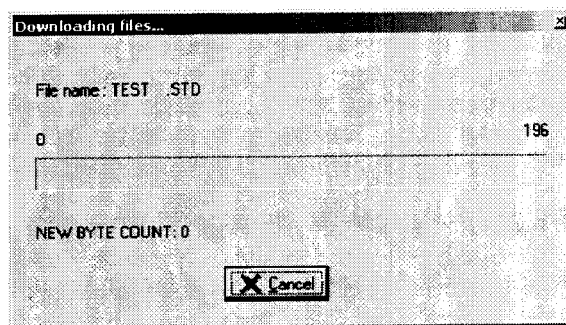 Downloading files...
File name : TEST .STD
0 196
NEW BYTE COUNT: 0
Cancel